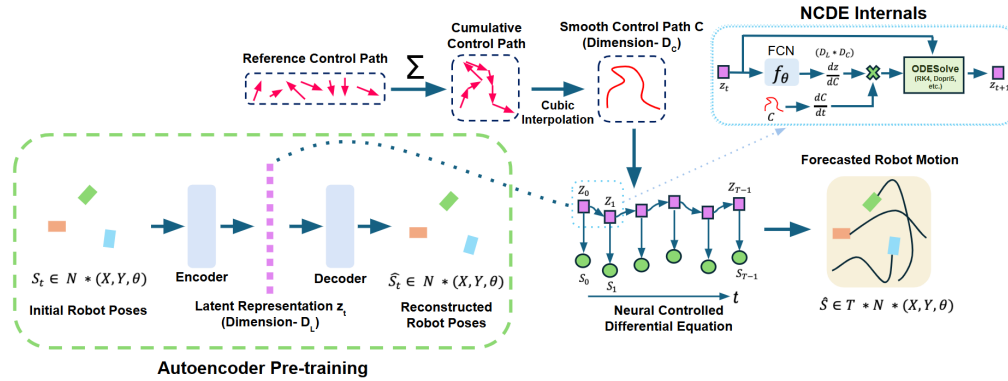 NCDE Internals
Smooth Control Path C
(Dimension- D_C)
Cumulative
Control Path
Reference Control Path
Σ
Cubic
Interpolation
FCN
(D_L * D_C)
z_t
f_θ
dz/dC
ODESolve
(RK4, Dopri5,
etc.)
z_{t+1}
C
dC/dt
Forecasted Robot Motion
Z_0
Z_1
Z_{T-1}
S_0
S_1
S_{T-1}
t
Neural Controlled
Differential Equation
Ŝ ∈ T * N * (X, Y, θ)
Encoder
Decoder
S_t ∈ N * (X, Y, θ)
Initial Robot Poses
Latent Representation z_t
(Dimension- D_L)
Ŝ_t ∈ N * (X, Y, θ)
Reconstructed
Robot Poses
Autoencoder Pre-training